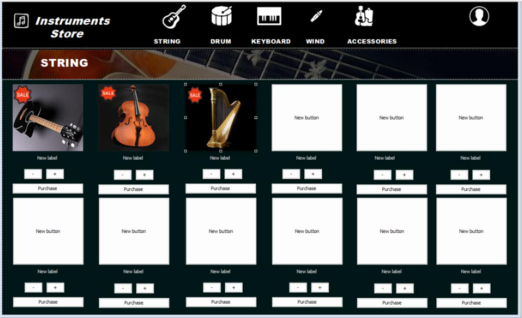 Instruments
Store
STRING DRUM KEYBOARD WIND ACCESSORIES
STRING
SALE SALE SALE New button New button New button
New label New label New label New label New label New label
- + - + - + - + - + - +
Purchase Purchase Purchase Purchase Purchase Purchase
New button New button New button New button New button New button
New label New label New label New label New label New label
- + - + - + - + - + - +
Purchase Purchase Purchase Purchase Purchase Purchase